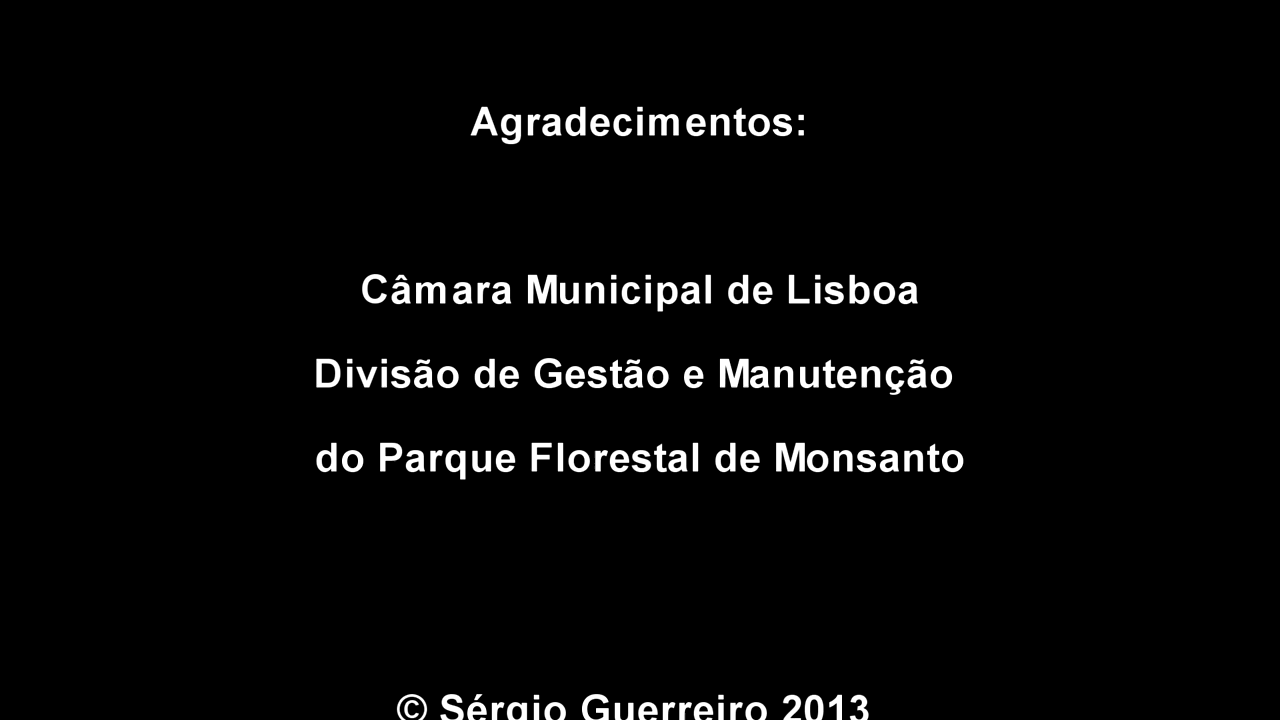 Agradecimentos:
Câmara Municipal de Lisboa
Divisão de Gestão e Manutenção
do Parque Florestal de Monsanto
© Sérgio Guerreiro 2013